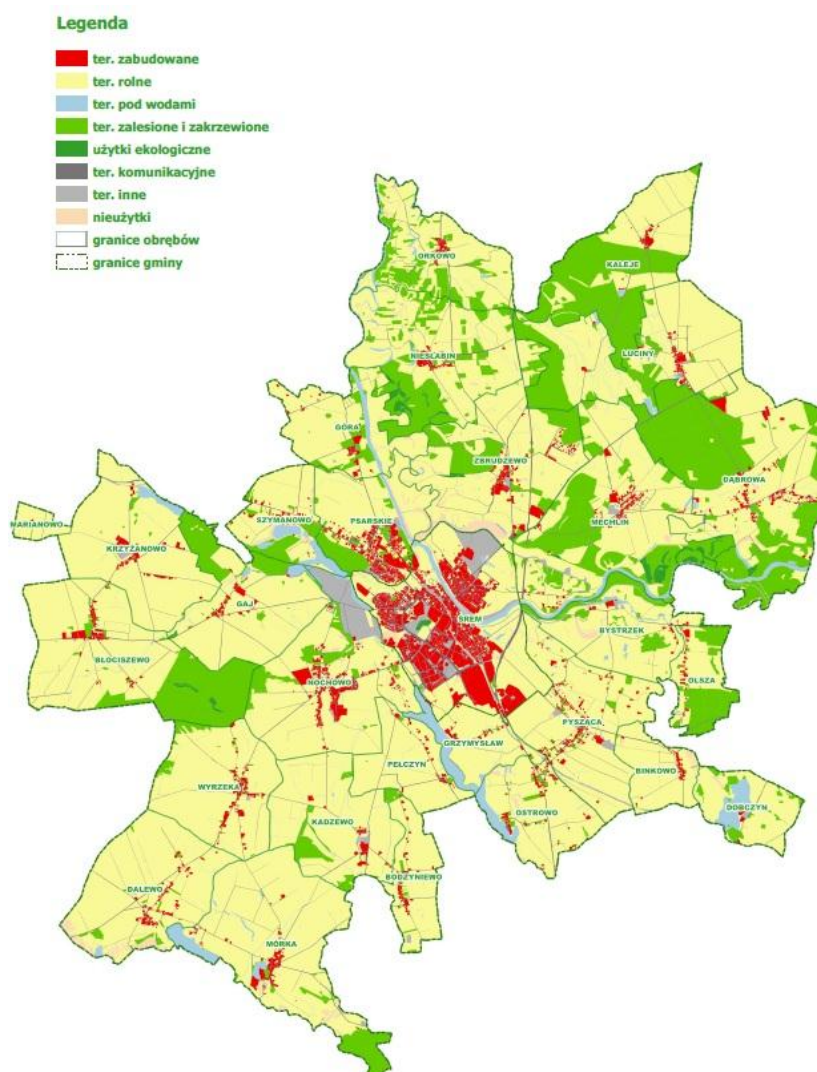 Legenda
ter. zabudowane
ter. rolne
ter. pod wodami
ter. zalesione i zakrzewione
użytki ekologiczne
ter. komunikacyjne
ter. inne
nieużytki
granice obrębów
granice gminy
ORKOWO
KALEJE
NIESŁABIN
LUCINY
GÓRA
ZBRUDZEWO
DĄBROWA
MARIANOWO
SZYMANOWO
PSARSKIE
MECHLIN
KRZYŻANOWO
GAJ
ŚREM
BYSTRZEK
BŁOCISZEWO
NOCHOWO
OLSZA
PYSZĄCA
GRZYMYSŁAW
PEŁCZYN
BINKOWO
WYRZEKA
OSTROWO
DOBCZYN
KADZEWO
BODZYNIEWO
DALEWO
MÓRKA